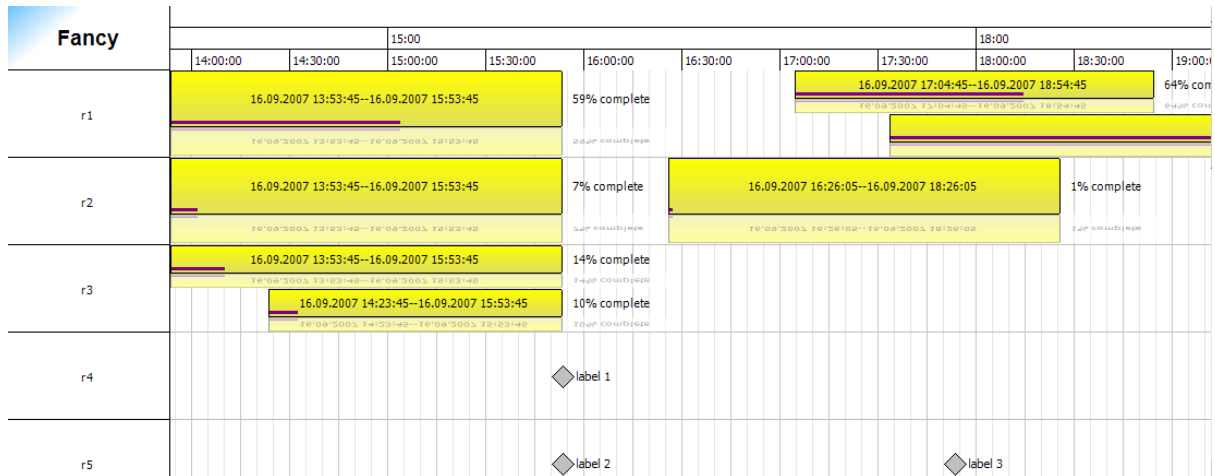 Fancy
15:00
18:00
14:00:00
14:30:00
15:00:00
15:30:00
16:00:00
16:30:00
17:00:00
17:30:00
18:00:00
18:30:00
19:00:
r1
16.09.2007 13:53:45--16.09.2007 15:53:45
59% complete
16.09.2007 17:04:45--16.09.2007 18:54:45
64% com
r2
16.09.2007 13:53:45--16.09.2007 15:53:45
7% complete
16.09.2007 16:26:05--16.09.2007 18:26:05
1% complete
r3
16.09.2007 13:53:45--16.09.2007 15:53:45
14% complete
16.09.2007 14:23:45--16.09.2007 15:53:45
10% complete
r4
label 1
r5
label 2
label 3